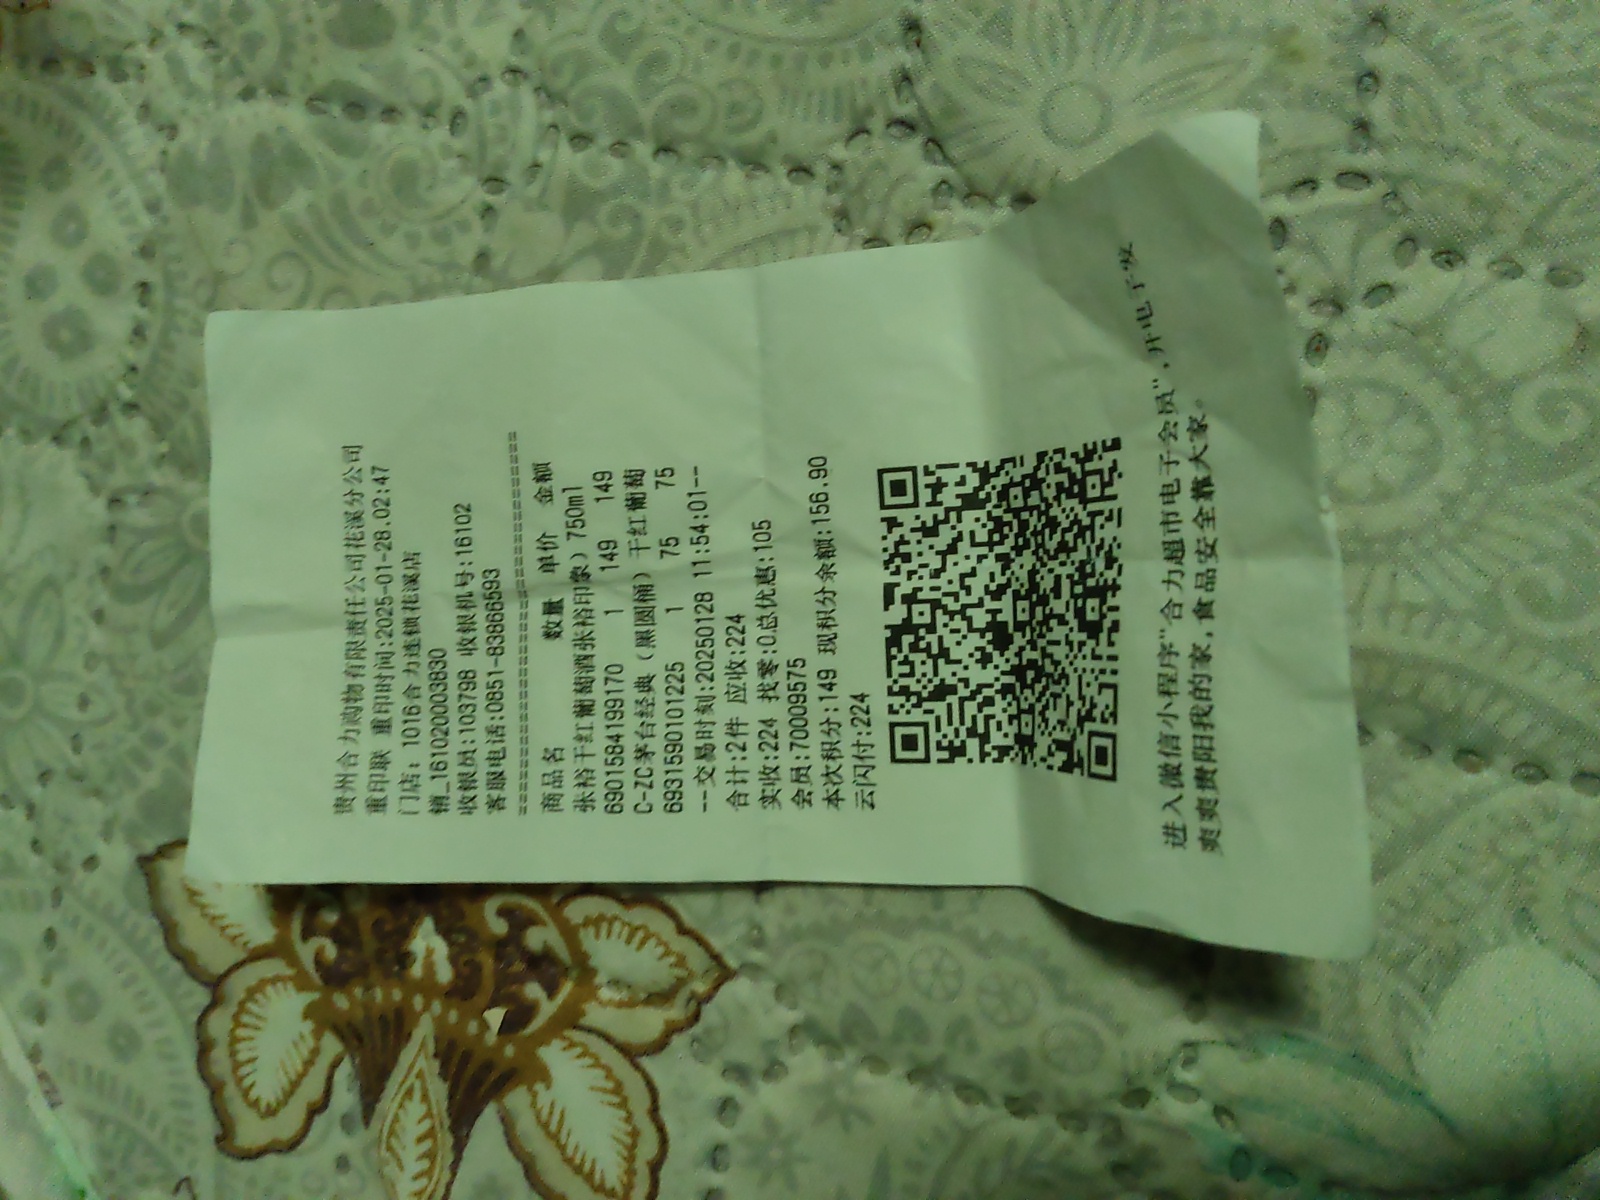 贵州合力购物有限责任公司花溪分公司
重印联 重印时间:2025-01-28.02:47
门店: 1016合力连锁花溪店
销_161020003830
收银员:103798 收银机号:16102
客服电话:0851-83866593
================================
商品名 数量 单价 金额
张裕干红葡萄酒张裕印象)750ml
6901584199170 1 149 149
C-ZC茅台经典（黑圆桶）干红葡萄
6931590101225 1 75 75
--交易时刻:20250128 11:54:01--
合计:2件 应收:224
实收:224 找零:0总优惠:105
会员:70009575
本次积分:149 现积分余额:156.90
云闪付:224
进入微信小程序"合力超市电子会员",开电子发
爽爽贵阳我的家,食品安全靠大家。